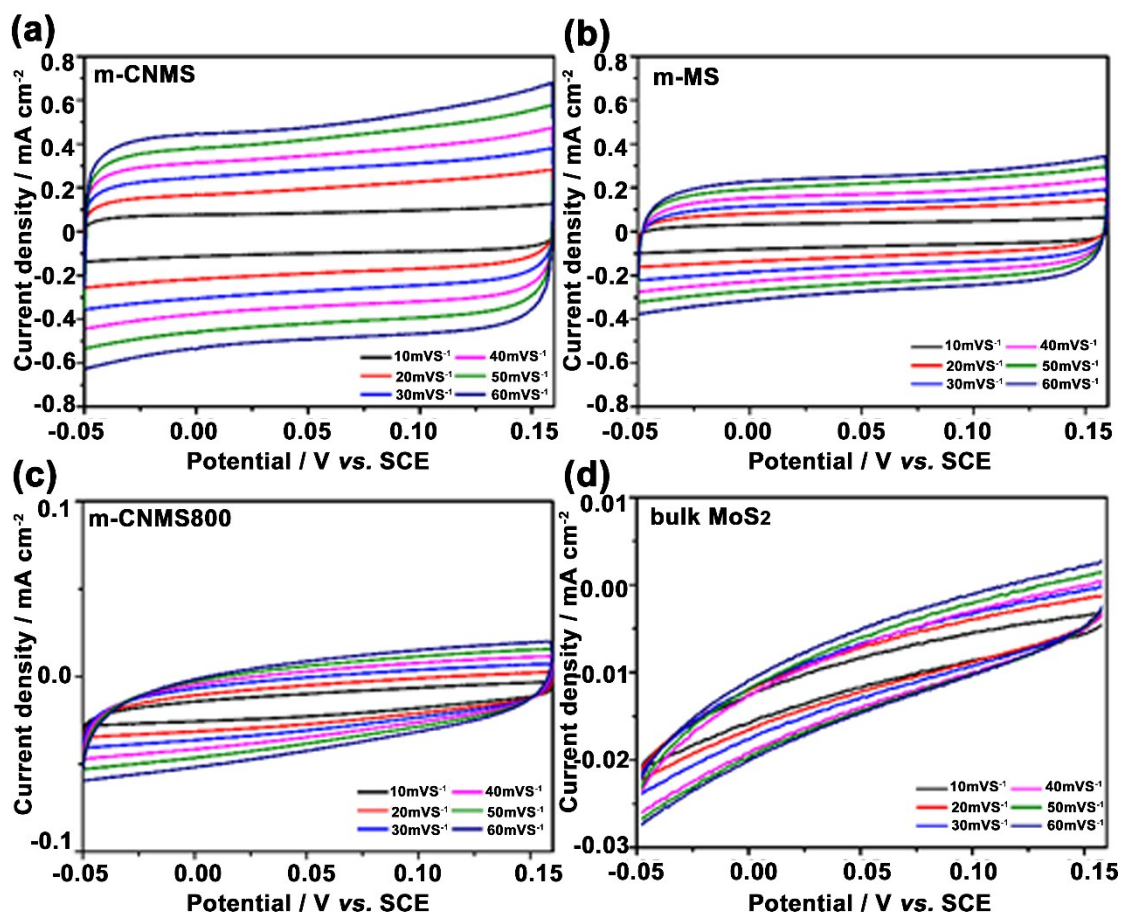 (a)
m-CNMS
Current density / mA cm⁻²
0.8
0.6
0.4
0.2
0
-0.2
-0.4
-0.6
-0.8
10mVS⁻¹ 40mVS⁻¹
20mVS⁻¹ 50mVS⁻¹
30mVS⁻¹ 60mVS⁻¹
-0.05 0.00 0.05 0.10 0.15
Potential / V vs. SCE
(b)
m-MS
Current density / mA cm⁻²
0.8
0.6
0.4
0.2
0
-0.2
-0.4
-0.6
-0.8
10mVS⁻¹ 40mVS⁻¹
20mVS⁻¹ 50mVS⁻¹
30mVS⁻¹ 60mVS⁻¹
-0.05 0.00 0.05 0.10 0.15
Potential / V vs. SCE
(c)
m-CNMS800
Current density / mA cm⁻²
0.1
0.0
-0.1
10mVS⁻¹ 40mVS⁻¹
20mVS⁻¹ 50mVS⁻¹
30mVS⁻¹ 60mVS⁻¹
-0.05 0.00 0.05 0.10 0.15
Potential / V vs. SCE
(d)
bulk MoS2
Current density / mA cm⁻²
0.01
0.00
-0.01
-0.02
-0.03
10mVS⁻¹ 40mVS⁻¹
20mVS⁻¹ 50mVS⁻¹
30mVS⁻¹ 60mVS⁻¹
-0.05 0.00 0.05 0.10 0.15
Potential / V vs. SCE